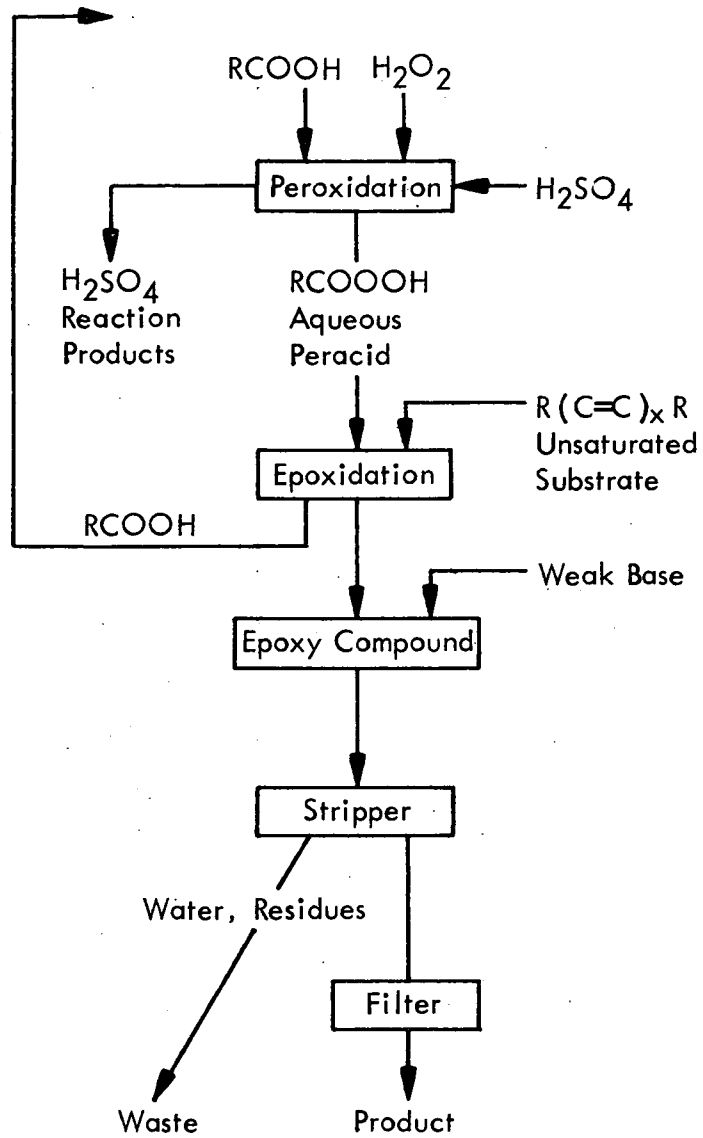 RCOOH H₂O₂
Peroxidation
H₂SO₄
H₂SO₄
Reaction
Products
RCOOOH
Aqueous
Peracid
R(C=C)ₓR
Unsaturated
Substrate
Epoxidation
RCOOH
Weak Base
Epoxy Compound
Stripper
Water, Residues
Filter
Waste
Product